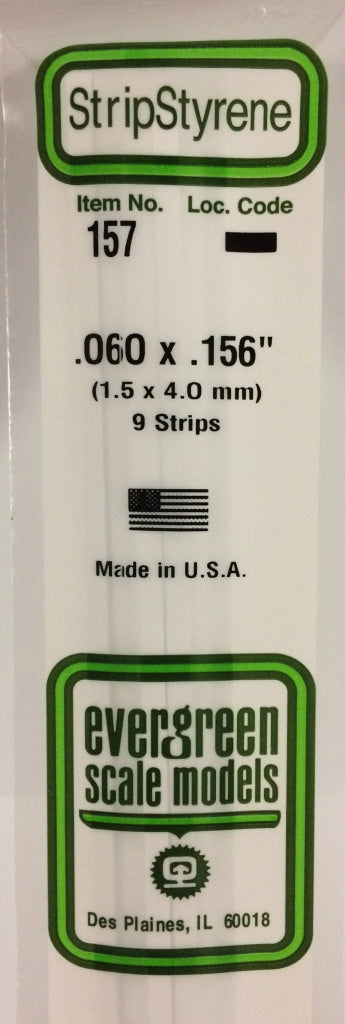 StripStyrene
Item No. Loc. Code
157
.060 x .156"
(1.5 x 4.0 mm)
9 Strips
Made in U.S.A.
evergreen
scale models
Des Plaines, IL 60018